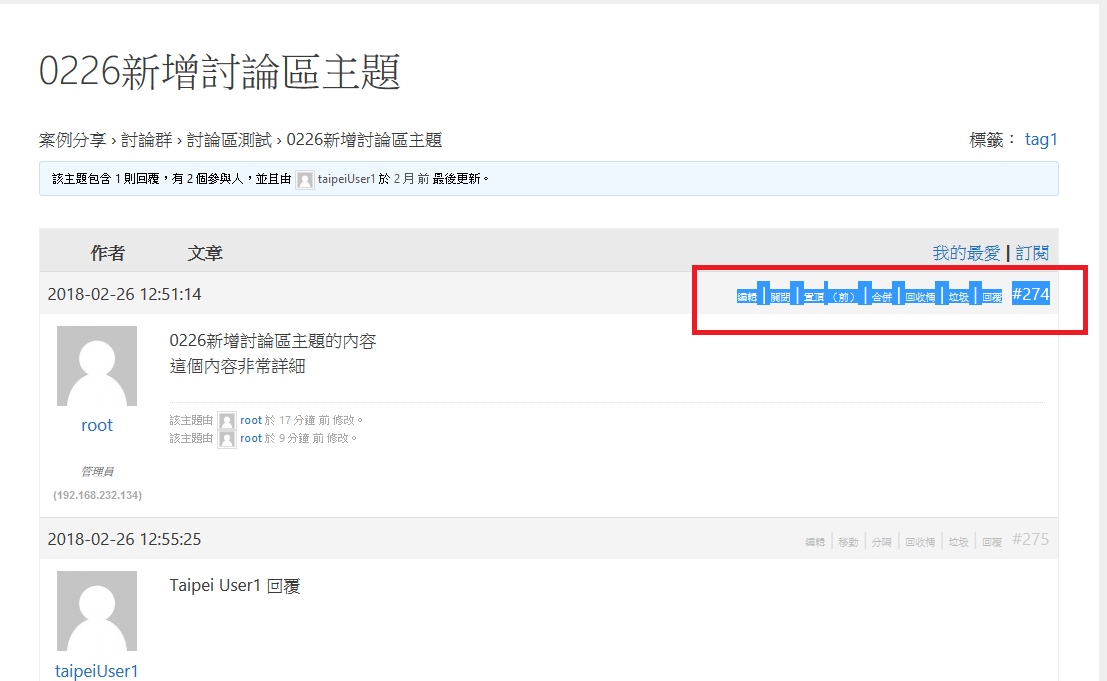 0226新增討論區主題
案例分享 › 討論群 › 討論區測試 › 0226新增討論區主題 標籤： tag1
該主題包含 1 則回覆，有 2 個參與人，並且由 taipeiUser1 於 2 月 前 最後更新。
作者 文章 我的最愛 | 訂閱
2018-02-26 12:51:14 編輯 | 關閉 | 置頂 （前） | 合併 | 回收桶 | 垃圾 | 回覆 #274
0226新增討論區主題的內容
這個內容非常詳細
該主題由 root 於 17 分鐘 前 修改。
該主題由 root 於 9 分鐘 前 修改。
root
管理員
(192.168.232.134)
2018-02-26 12:55:25 編輯 | 移動 | 分隔 | 回收桶 | 垃圾 | 回覆 #275
Taipei User1 回覆
taipeiUser1